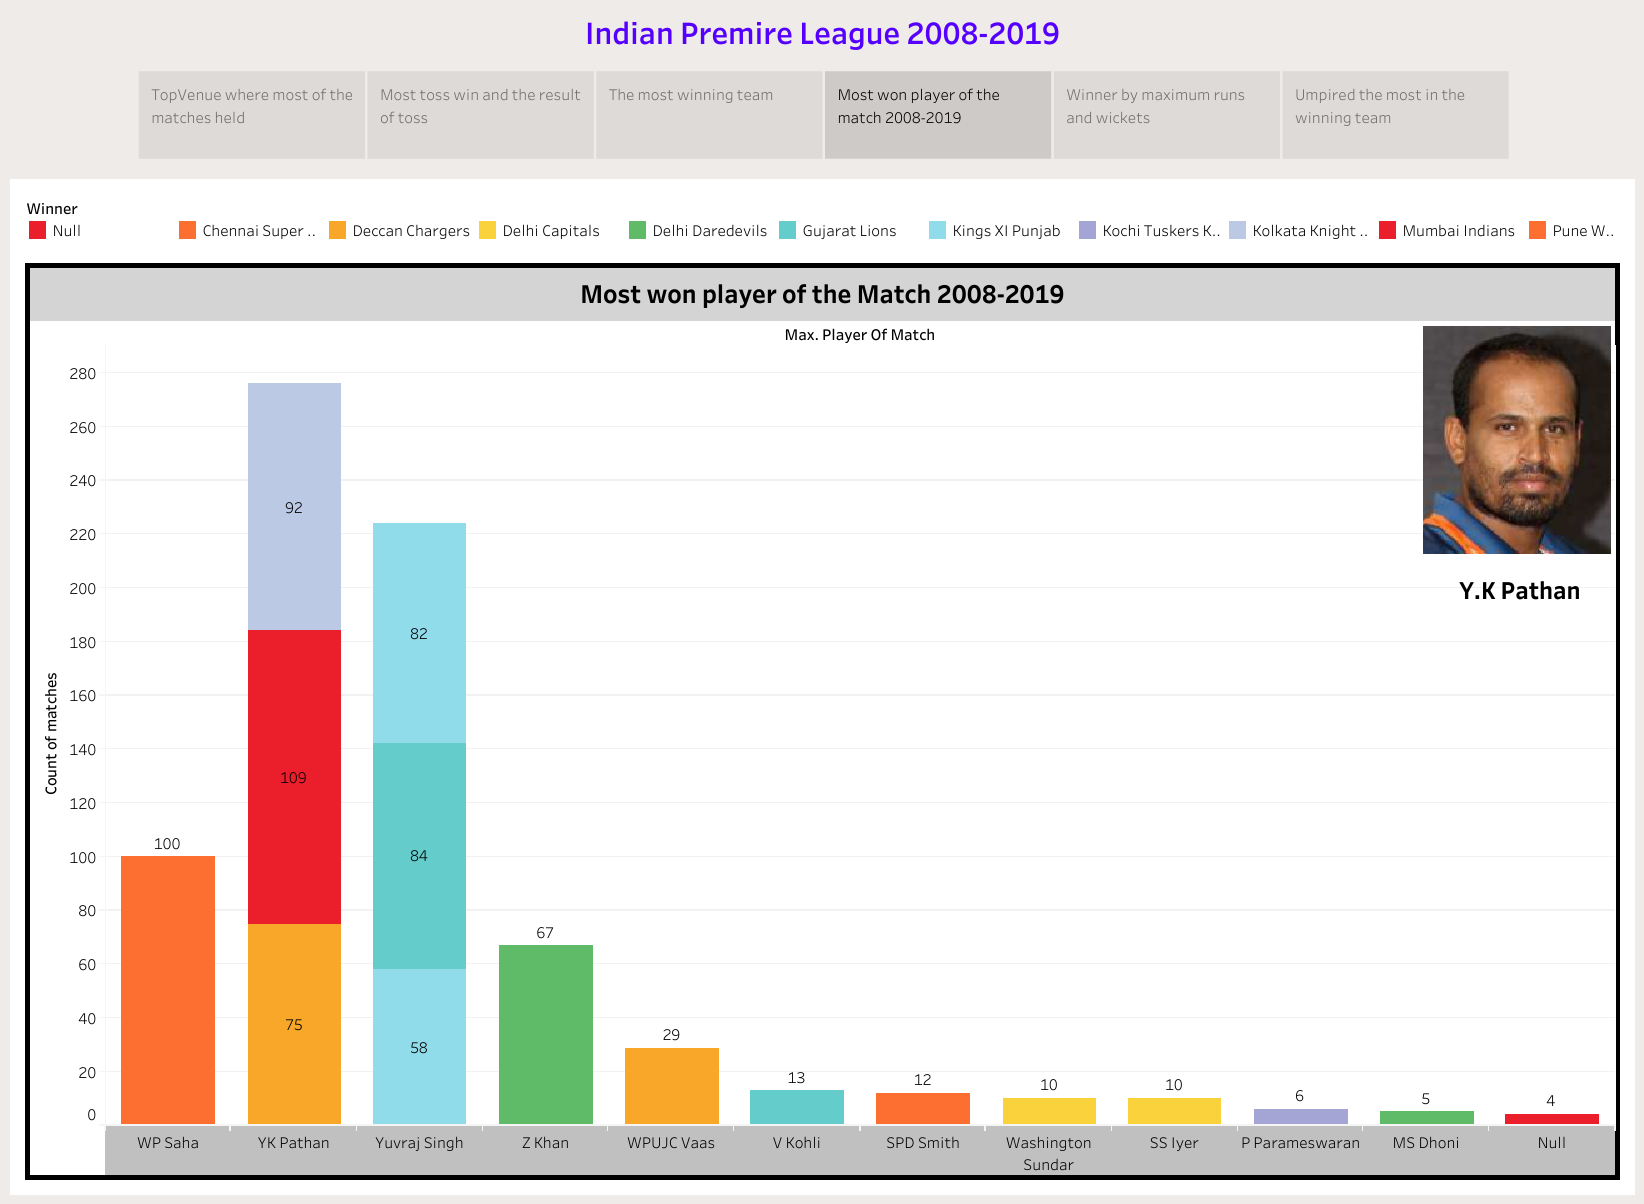 Indian Premire League 2008-2019
TopVenue where most of the
matches held
Most toss win and the result
of toss
The most winning team
Most won player of the
match 2008-2019
Winner by maximum runs
and wickets
Umpired the most in the
winning team
Winner
Null
Chennai Super ..
Deccan Chargers
Delhi Capitals
Delhi Daredevils
Gujarat Lions
Kings XI Punjab
Kochi Tuskers K..
Kolkata Knight ..
Mumbai Indians
Pune W..
Most won player of the Match 2008-2019
Max. Player Of Match
Y.K Pathan
Count of matches
280
260
240
220
200
180
160
140
120
100
80
60
40
20
0
100
92
109
75
82
84
58
67
29
13
12
10
10
6
5
4
WP Saha
YK Pathan
Yuvraj Singh
Z Khan
WPUJC Vaas
V Kohli
SPD Smith
Washington
Sundar
SS Iyer
P Parameswaran
MS Dhoni
Null